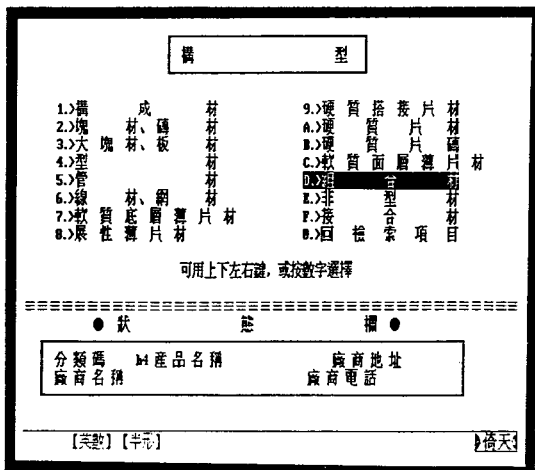 構 型
1.>構 成 材
2.>塊 材、磚 材
3.>大 塊 材、板 材
4.>型 材
5.>管 材
6.>線 材、網 材
7.>軟 質 底 層 薄 片 材
8.>展 性 薄 片 材
9.>硬 質 搭 接 片 材
A.>硬 質 片 材
B.>硬 質 片 磚
C.>軟 質 面 層 薄 片 材
D.>組 合 材
E.>非 型 材
F.>接 合 材
0.>回 檢 索 項 目
可用上下左右鍵, 或按數字選擇
● 狀 態 欄 ●
分 類 碼 產 品 名 稱 廠 商 地 址
廠 商 名 稱 廠 商 電 話
【英數】【半形】 倚天